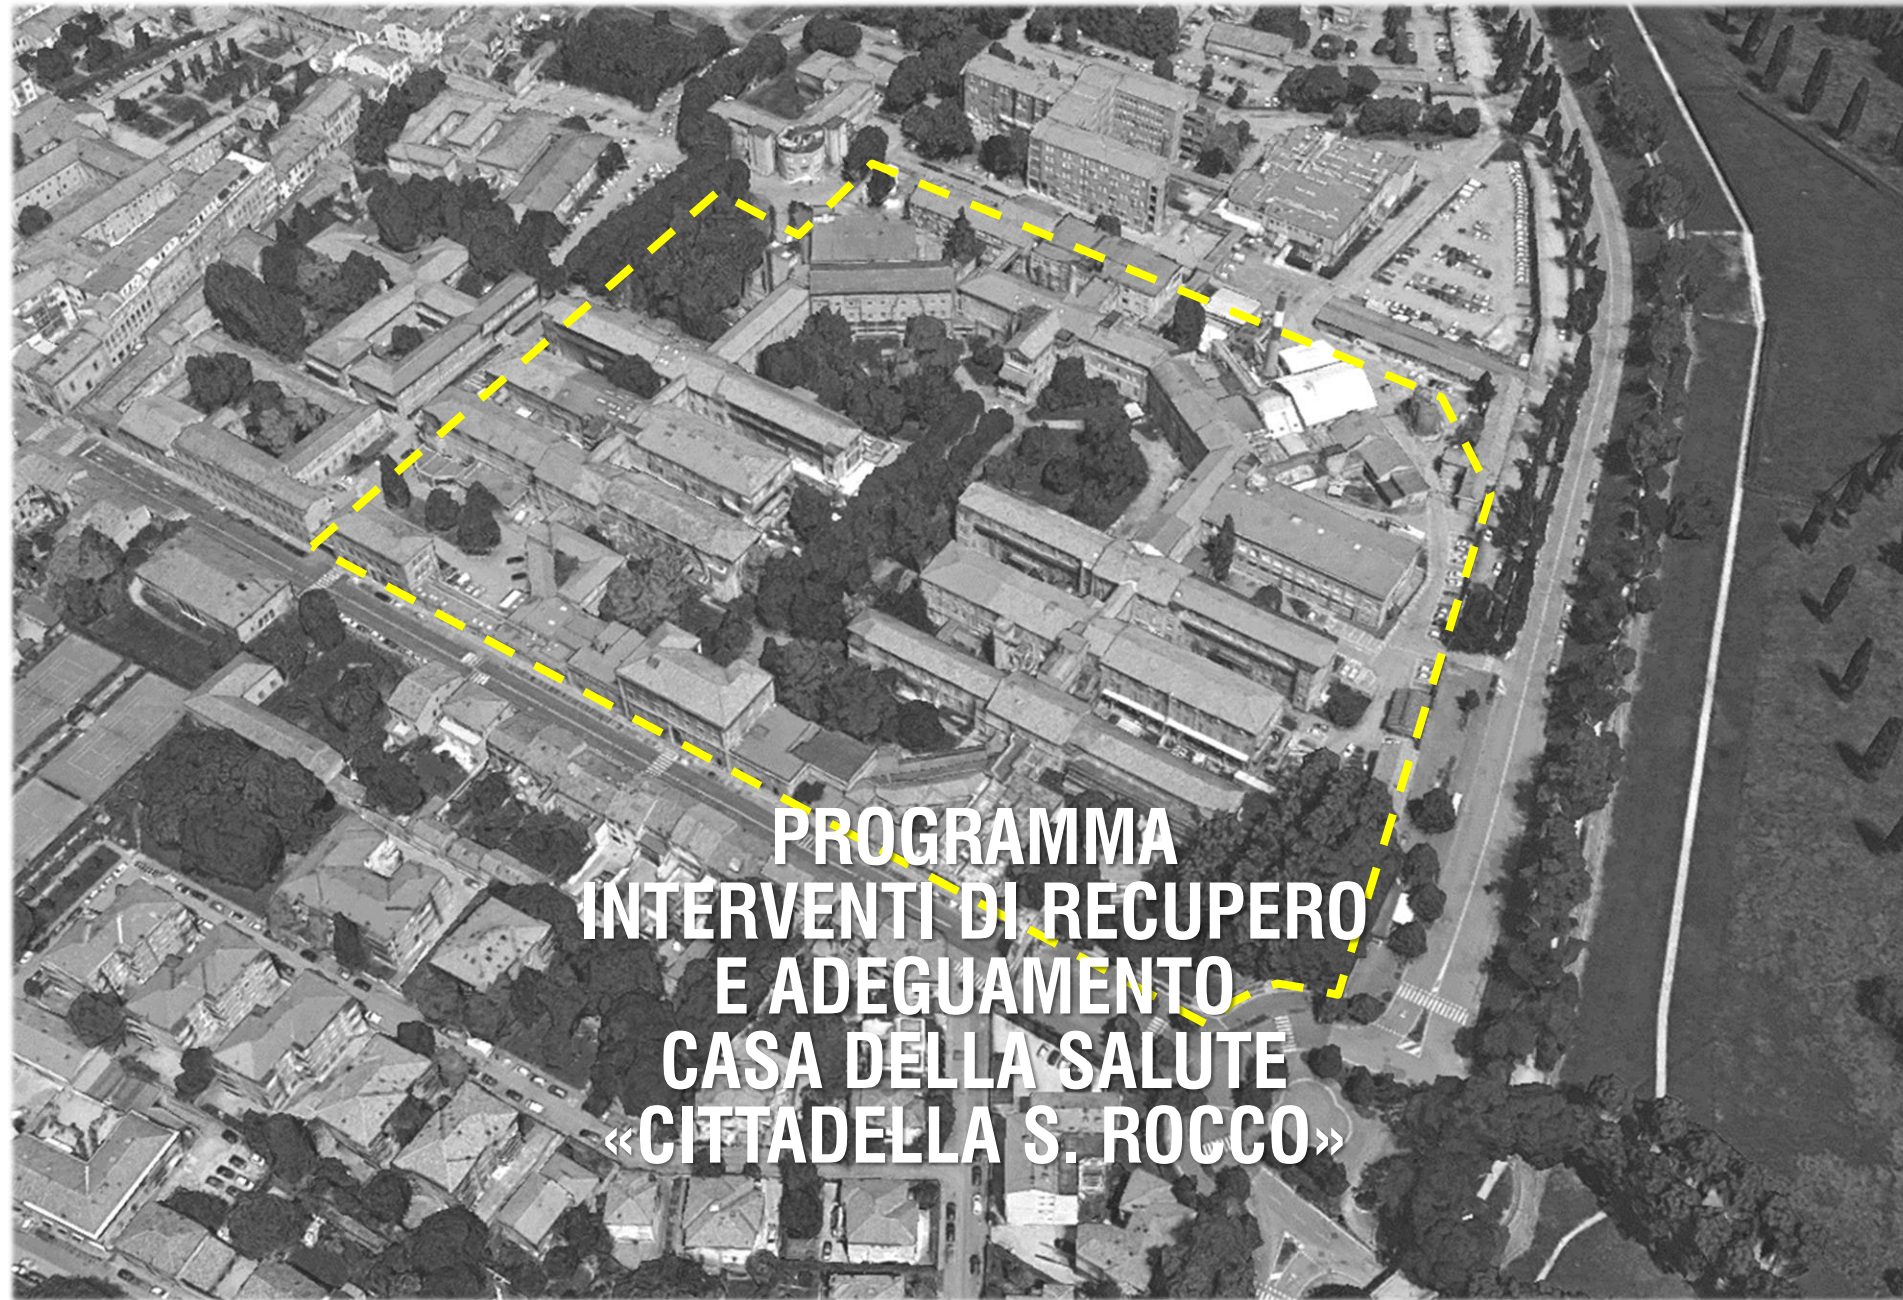 PROGRAMMA
INTERVENTI DI RECUPERO
E ADEGUAMENTO
CASA DELLA SALUTE
«CITTADELLA S. ROCCO»